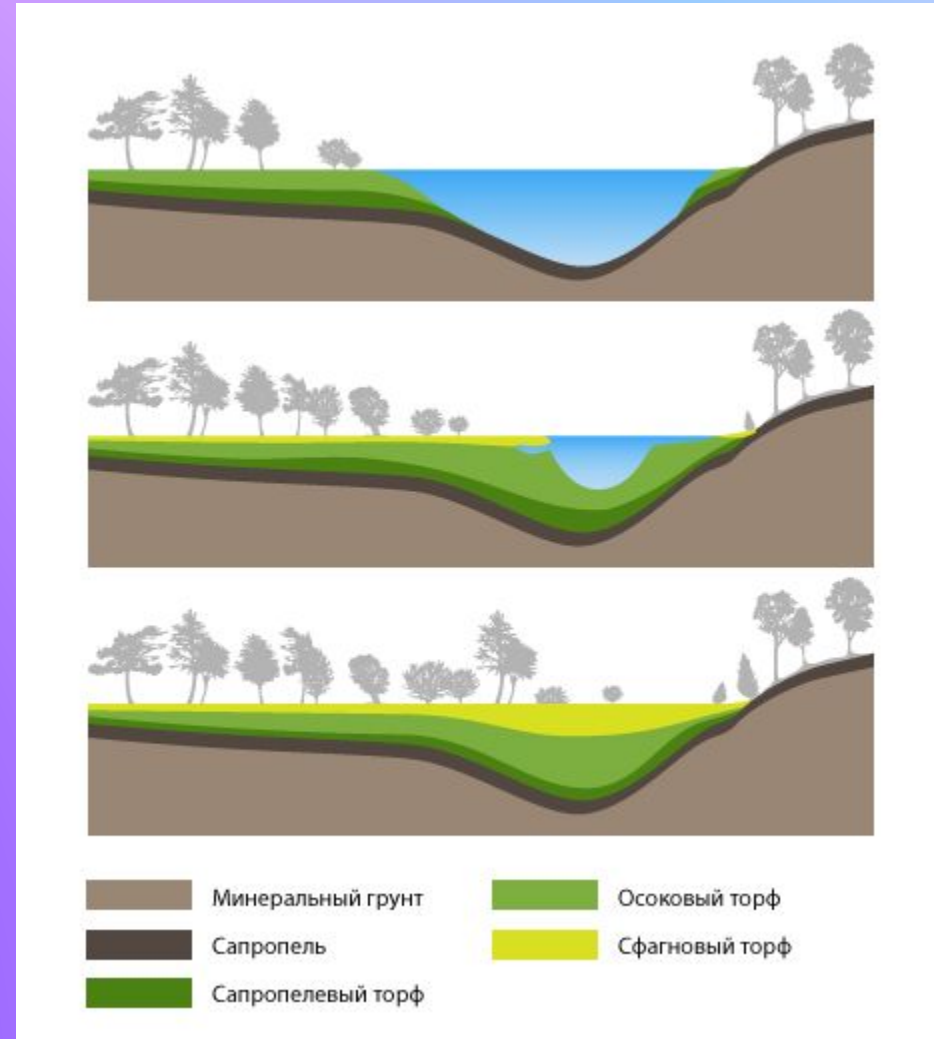 Минеральный грунт
Сапропель
Сапропелевый торф
Осоковый торф
Сфагновый торф